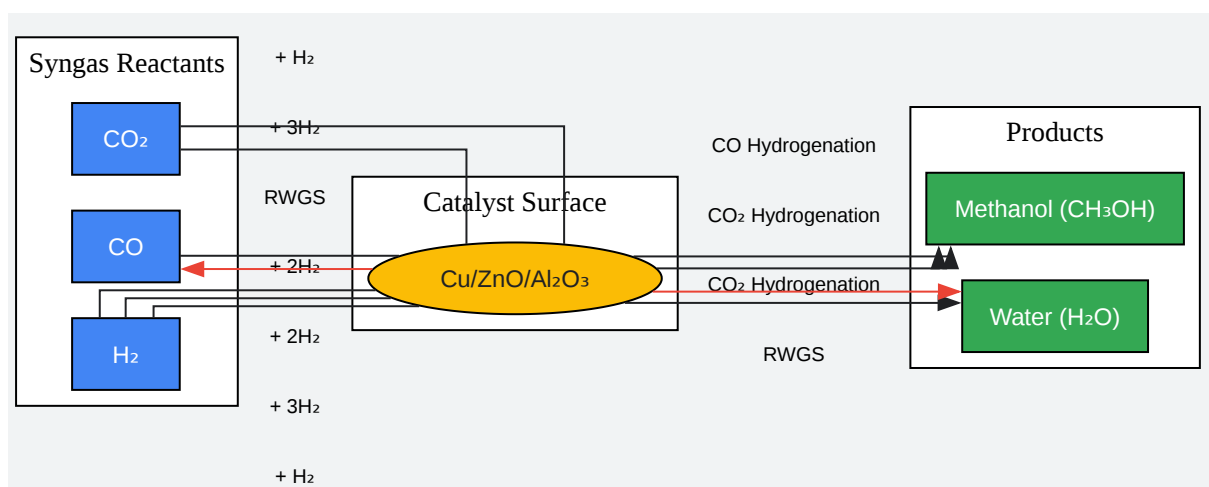 Syngas Reactants
CO₂
CO
H₂
+ H₂
+ 3H₂
RWGS
+ 2H₂
+ 2H₂
+ 3H₂
+ H₂
Catalyst Surface
Cu/ZnO/Al₂O₃
CO Hydrogenation
CO₂ Hydrogenation
CO₂ Hydrogenation
RWGS
Products
Methanol (CH₃OH)
Water (H₂O)